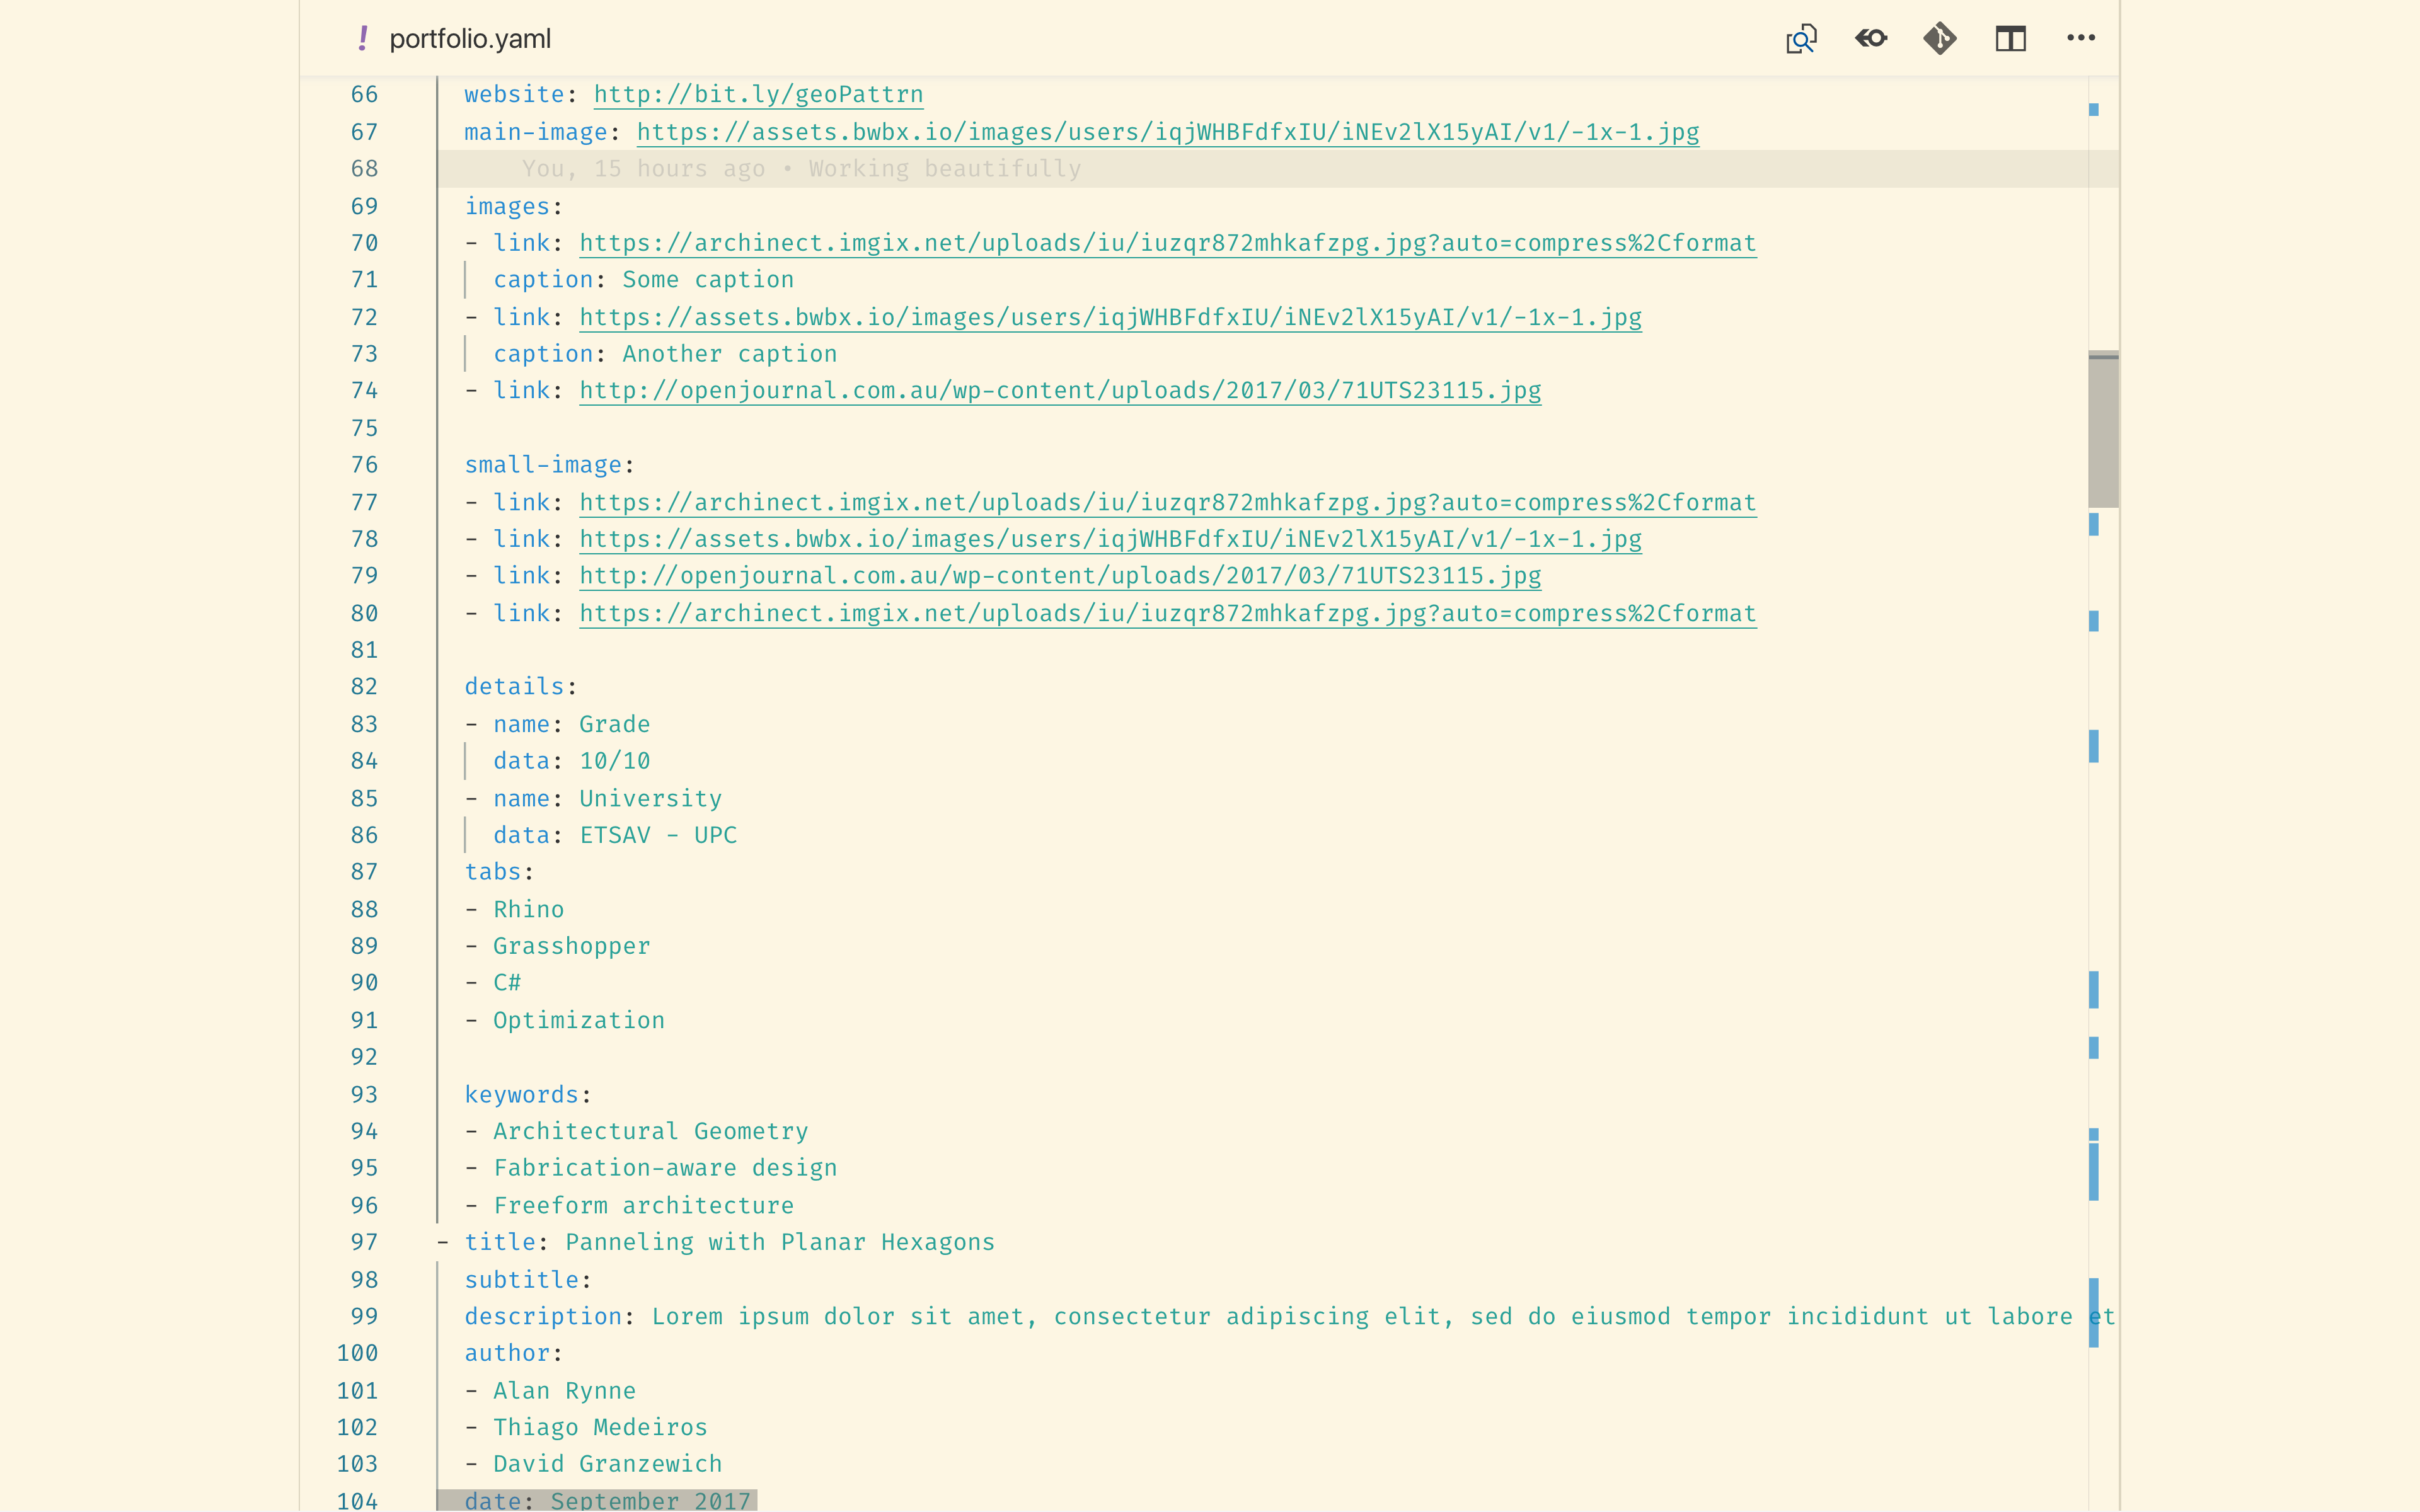 portfolio.yaml
66 website: http://bit.ly/geoPattrn
67 main-image: https://assets.bwbx.io/images/users/iqjWHBFdfxIU/iNEv2lX15yAI/v1/-1x-1.jpg
68 You, 15 hours ago • Working beautifully
69 images:
70 - link: https://archinect.imgix.net/uploads/iu/iuzqr872mhkafzpg.jpg?auto=compress%2Cformat
71 caption: Some caption
72 - link: https://assets.bwbx.io/images/users/iqjWHBFdfxIU/iNEv2lX15yAI/v1/-1x-1.jpg
73 caption: Another caption
74 - link: http://openjournal.com.au/wp-content/uploads/2017/03/71UTS23115.jpg
75
76 small-image:
77 - link: https://archinect.imgix.net/uploads/iu/iuzqr872mhkafzpg.jpg?auto=compress%2Cformat
78 - link: https://assets.bwbx.io/images/users/iqjWHBFdfxIU/iNEv2lX15yAI/v1/-1x-1.jpg
79 - link: http://openjournal.com.au/wp-content/uploads/2017/03/71UTS23115.jpg
80 - link: https://archinect.imgix.net/uploads/iu/iuzqr872mhkafzpg.jpg?auto=compress%2Cformat
81
82 details:
83 - name: Grade
84 data: 10/10
85 - name: University
86 data: ETSAV - UPC
87 tabs:
88 - Rhino
89 - Grasshopper
90 - C#
91 - Optimization
92
93 keywords:
94 - Architectural Geometry
95 - Fabrication-aware design
96 - Freeform architecture
97 - title: Panneling with Planar Hexagons
98 subtitle:
99 description: Lorem ipsum dolor sit amet, consectetur adipiscing elit, sed do eiusmod tempor incididunt ut labore et
100 author:
101 - Alan Rynne
102 - Thiago Medeiros
103 - David Granzewich
104 date: September 2017